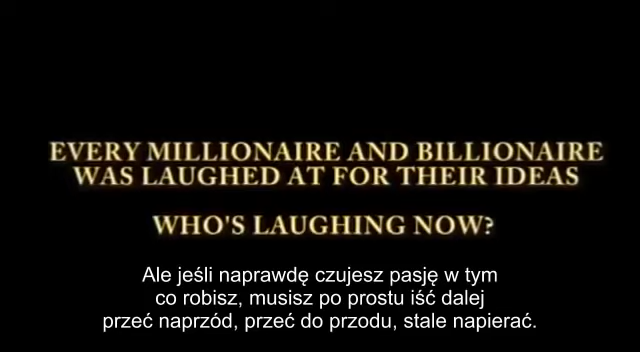 EVERY MILLIONAIRE AND BILLIONAIRE
WAS LAUGHED AT FOR THEIR IDEAS
WHO'S LAUGHING NOW?
Ale jeśli naprawdę czujesz pasję w tym
co robisz, musisz po prostu iść dalej
przeć naprzód, przeć do przodu, stale napierać.